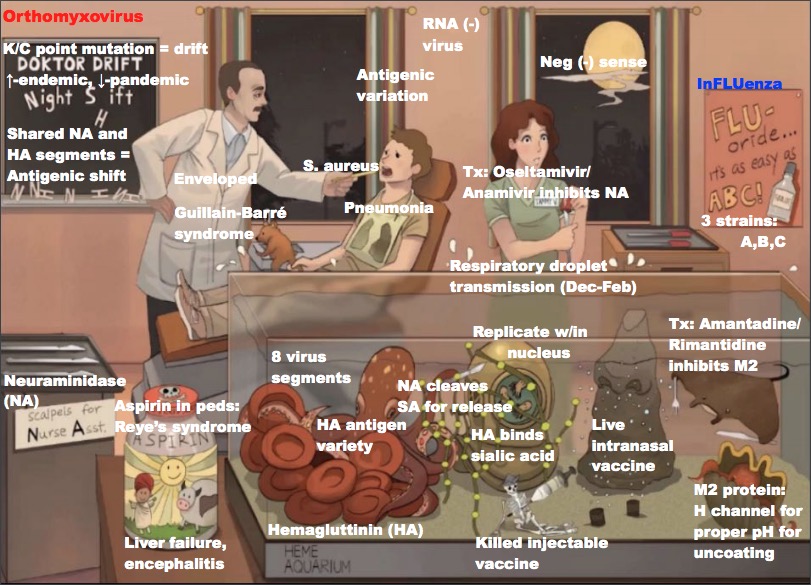 Orthomyxovirus
K/C point mutation = drift
DOKTOR DRIFT
↑-endemic, ↓-pandemic
Night S ift
H
Shared NA and
HA segments =
Antigenic shift
RNA (-)
virus
Antigenic
variation
Neg (-) sense
InFLUenza
FLU-
oride...
it's as easy as
ABC!
3 strains:
A,B,C
S. aureus
Enveloped
Pneumonia
Guillain-Barré
syndrome
Tx: Oseltamivir/
Anamivir inhibits NA
Respiratory droplet
transmission (Dec-Feb)
Replicate w/in
nucleus
Tx: Amantadine/
Rimantidine
inhibits M2
8 virus
segments
Neuraminidase
(NA)
scalpels for
Nurse Asst.
Aspirin in peds:
Reye's syndrome
ASPIRIN
NA cleaves
SA for release
HA antigen
variety
HA binds
sialic acid
Live
intranasal
vaccine
M2 protein:
H channel for
proper pH for
uncoating
Hemagluttinin (HA)
Liver failure,
encephalitis
Killed injectable
vaccine
HEME
AQUARIUM